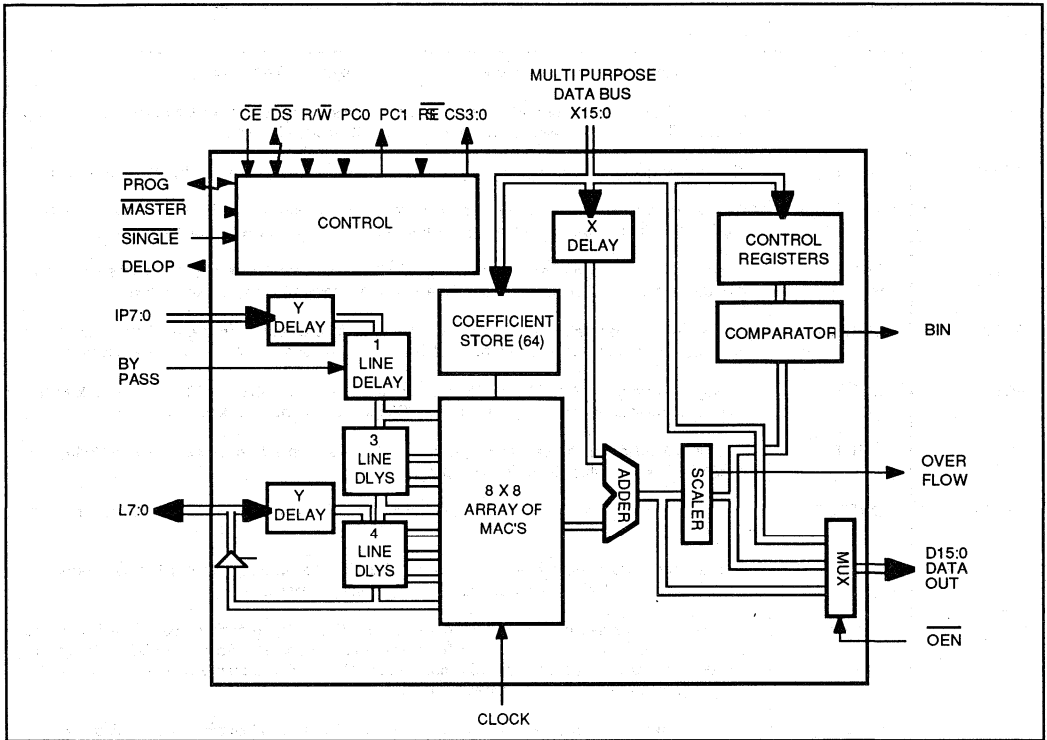 MULTI PURPOSE
DATA BUS
X15:0
CE DS R/W PC0 PC1 CS3:0
PROG
MASTER
SINGLE
DELOP
CONTROL
X
DELAY
CONTROL
REGISTERS
IP7:0
Y
DELAY
COEFFICIENT
STORE (64)
COMPARATOR
BIN
BY
PASS
1
LINE
DELAY
3
LINE
DLYS
8 X 8
ARRAY OF
MAC'S
ADDER
SCALER
OVER
FLOW
L7:0
Y
DELAY
4
LINE
DLYS
MUX
D15:0
DATA
OUT
OEN
CLOCK